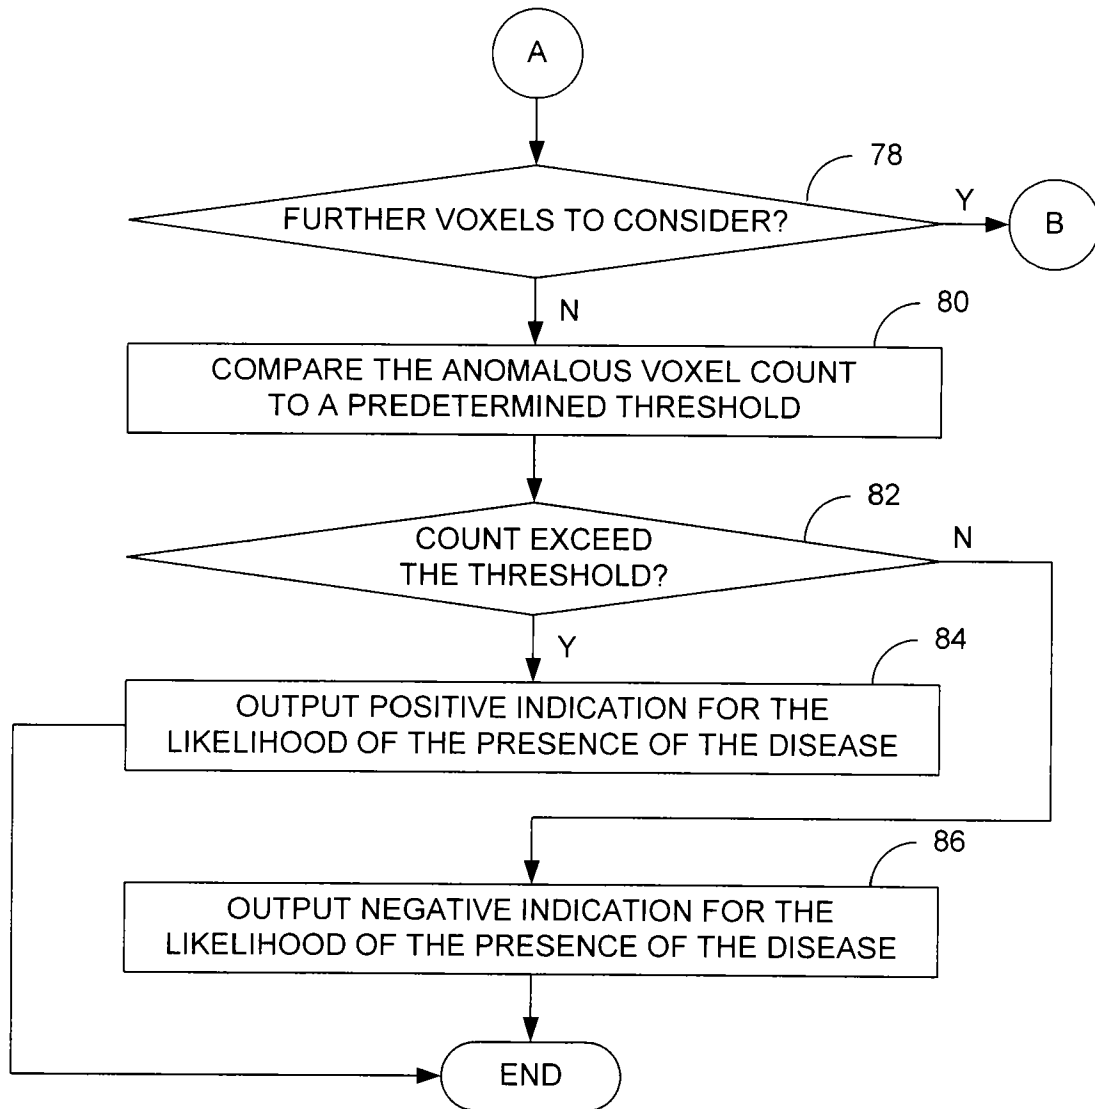 A
78
FURTHER VOXELS TO CONSIDER?
Y
B
N
80
COMPARE THE ANOMALOUS VOXEL COUNT
TO A PREDETERMINED THRESHOLD
82
COUNT EXCEED
THE THRESHOLD?
N
Y
84
OUTPUT POSITIVE INDICATION FOR THE
LIKELIHOOD OF THE PRESENCE OF THE DISEASE
86
OUTPUT NEGATIVE INDICATION FOR THE
LIKELIHOOD OF THE PRESENCE OF THE DISEASE
END